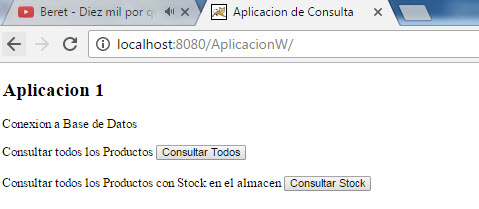 Beret - Diez mil por q
Aplicacion de Consulta
localhost:8080/AplicacionW/
Aplicacion 1
Conexion a Base de Datos
Consultar todos los Productos Consultar Todos
Consultar todos los Productos con Stock en el almacen Consultar Stock